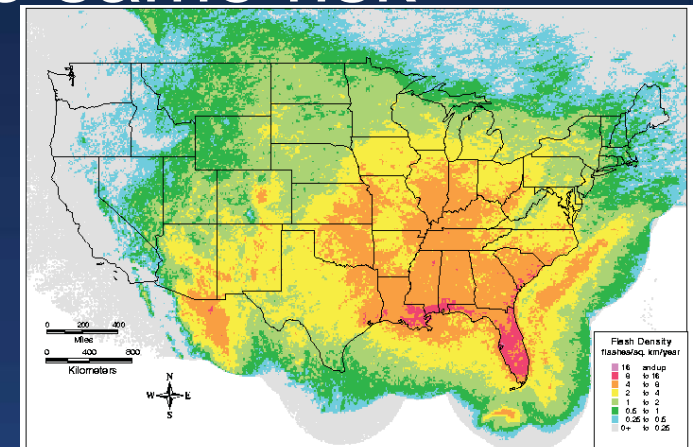 same risk
0 200 400
Miles
0 400 800
Kilometers
N
W E
S
Flash Density
flashes/sq. km/year
16 and up
8 to 16
4 to 8
2 to 4
1 to 2
0.5 to 1
0.25 to 0.5
0+ to 0.25